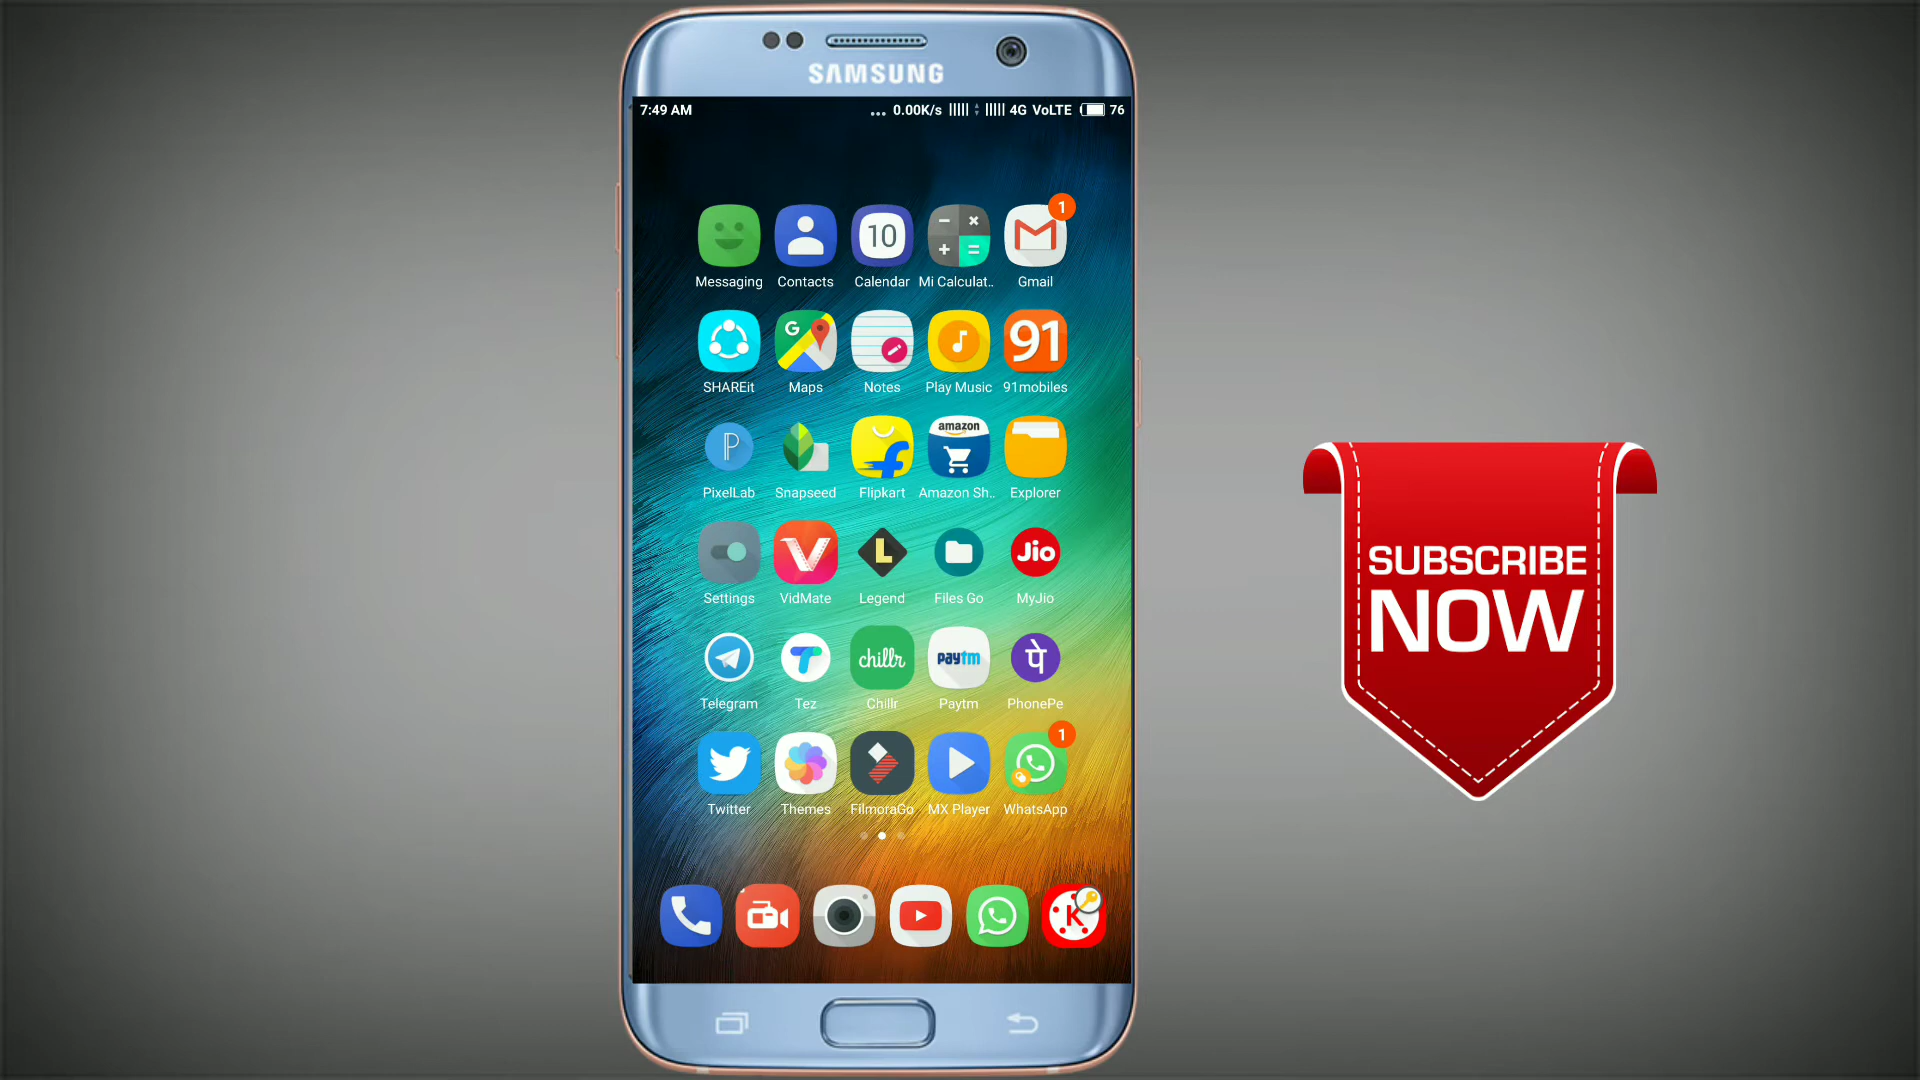 SAMSUNG
7:49 AM
... 0.00K/s 4G VoLTE 76
1
10
Messaging Contacts Calendar Mi Calculat.. Gmail
G 91
SHAREit Maps Notes Play Music 91mobiles
P f amazon
PixelLab Snapseed Flipkart Amazon Sh.. Explorer
L Jio
Settings VidMate Legend Files Go MyJio
chillr paytm पे
Telegram Tez Chillr Paytm PhonePe
1
Twitter Themes FilmoraGo MX Player WhatsApp
K
SUBSCRIBE
NOW